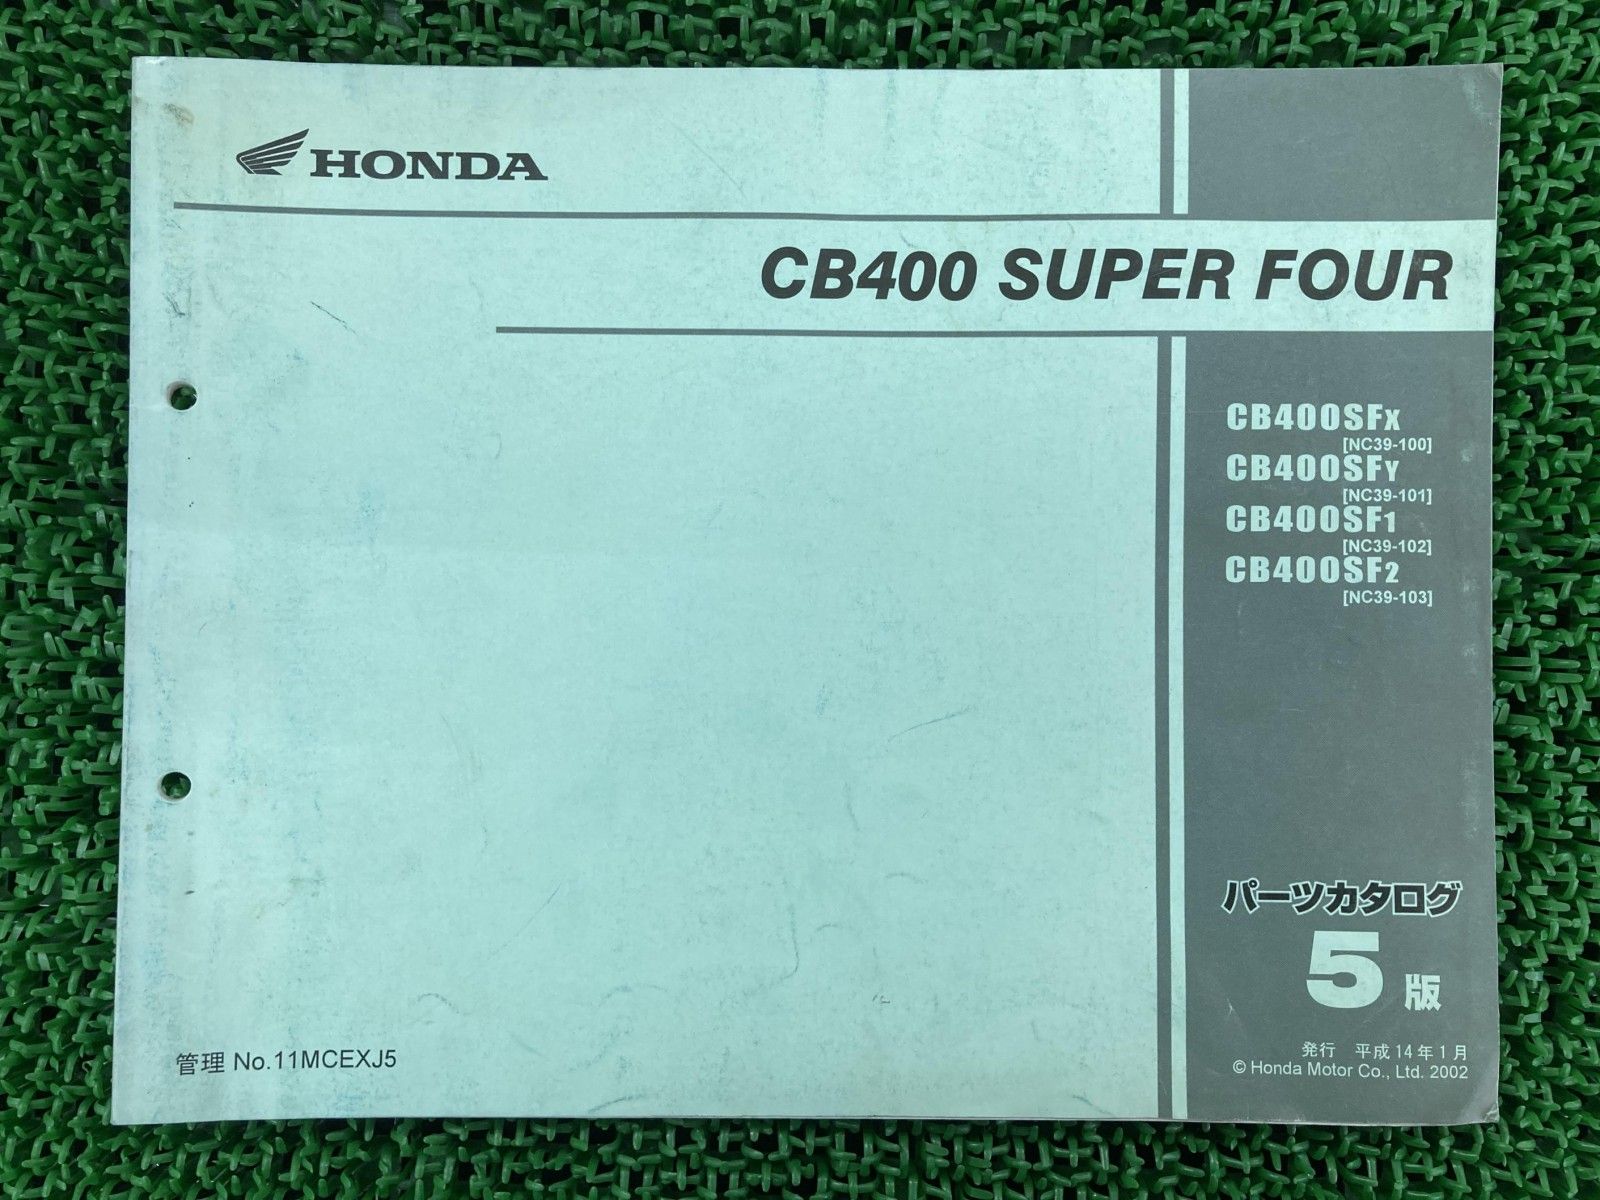 HONDA
CB400 SUPER FOUR
CB400SFX
[NC39-100]
CB400SFY
[NC39-101]
CB400SF1
[NC39-102]
CB400SF2
[NC39-103]
パーツカタログ
5版
発行 平成14年1月
© Honda Motor Co., Ltd. 2002
管理 No.11MCEXJ5